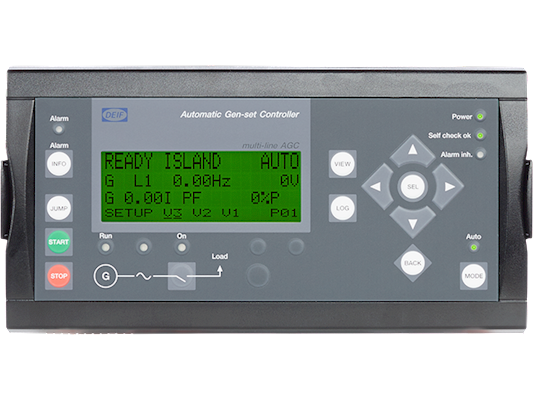 DEIF
Automatic Gen-set Controller
multi-line AGC
Alarm
Alarm
INFO
JUMP
START
STOP
READY ISLAND AUTO
G L1 0.00Hz 0V
G 0.00I PF 0%P
SETUP V3 V2 V1 P01
Run
On
Load
G
VIEW
LOG
Power
Self check ok
Alarm inh.
SEL
BACK
Auto
MODE